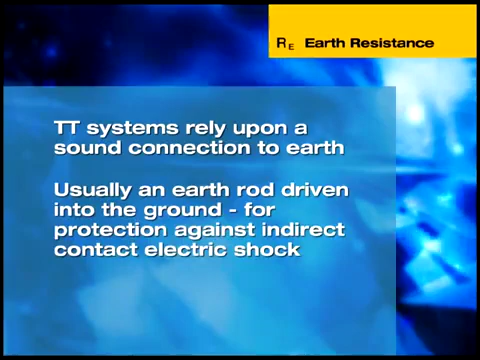 RE Earth Resistance
TT systems rely upon a
sound connection to earth
Usually an earth rod driven
into the ground - for
protection against indirect
contact electric shock